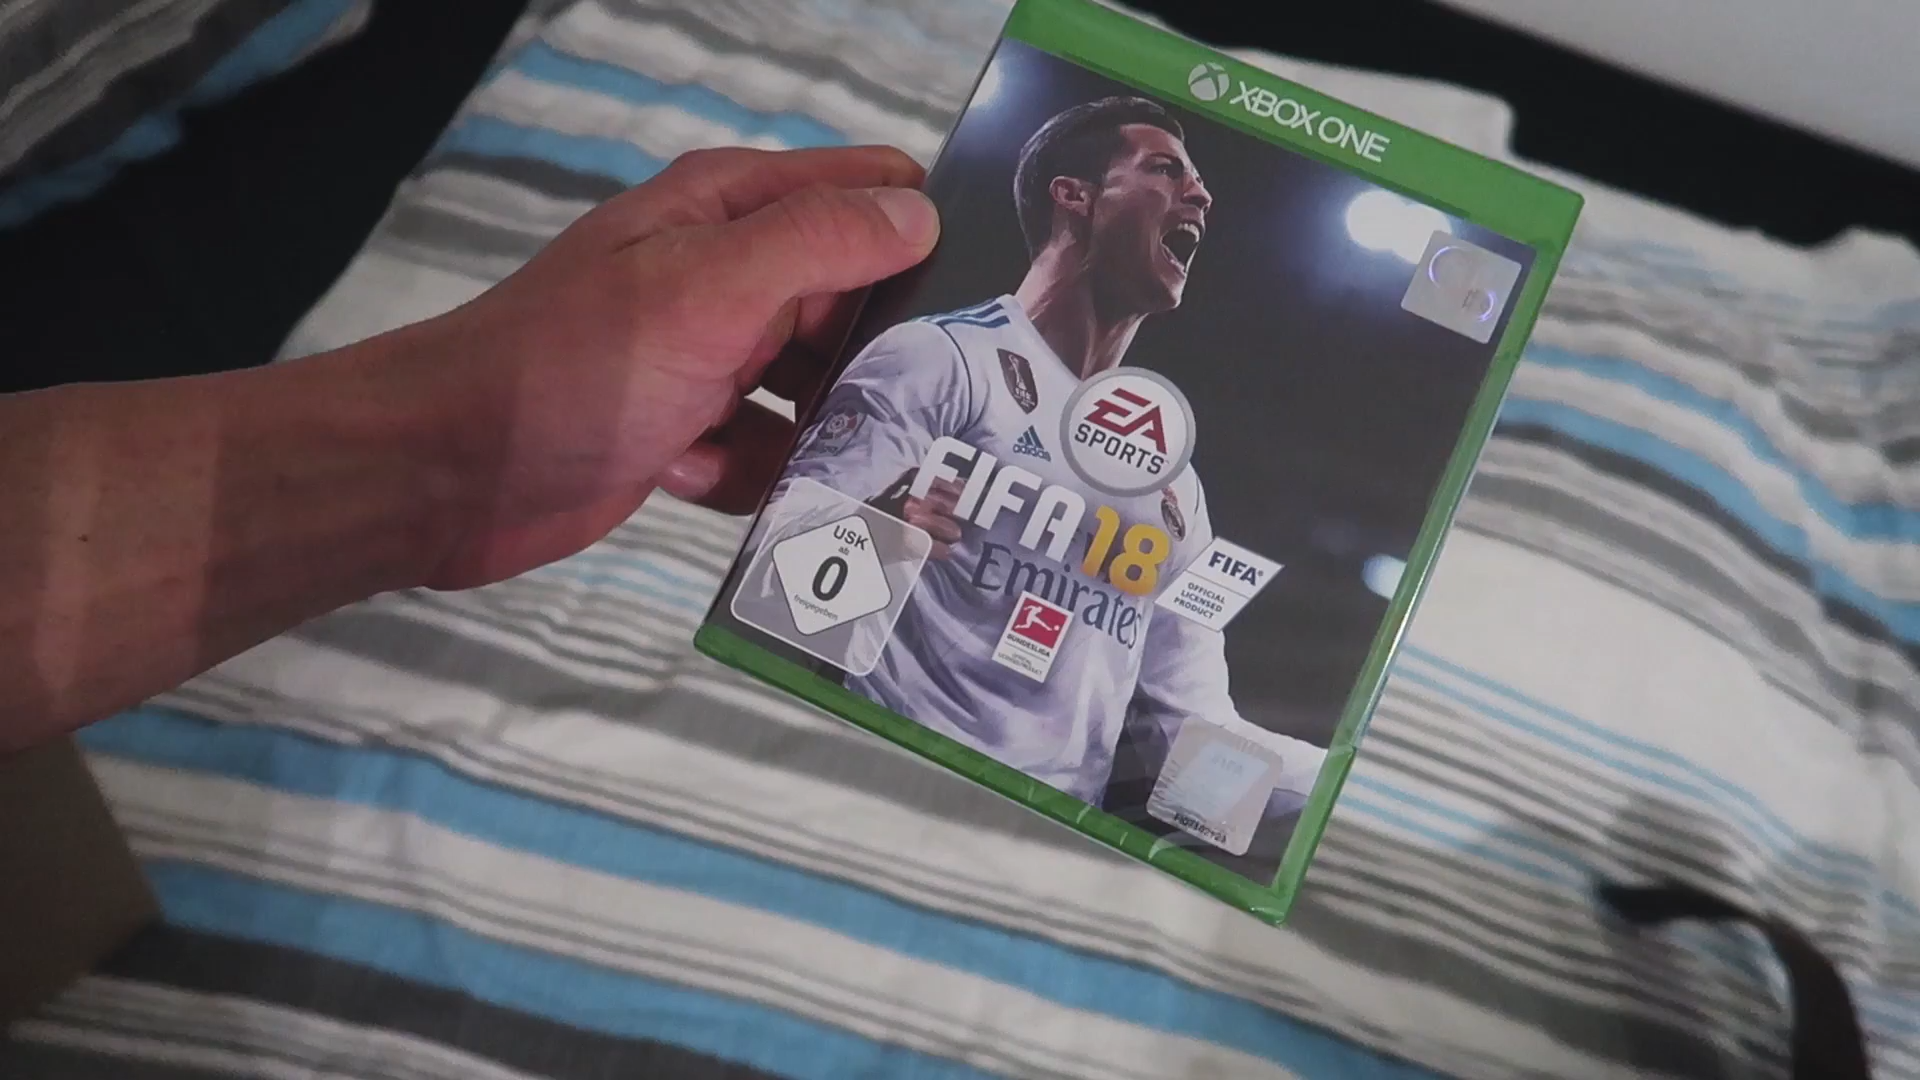 XBOX ONE
adidas
EA
SPORTS
FIFA 18
Emirates
USK
ab
0
freigegeben
FIFA®
OFFICIAL
LICENSED
PRODUCT
BUNDESLIGA